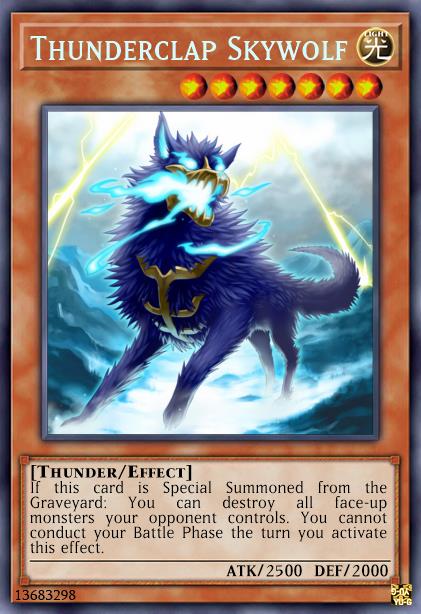 Thunderclap Skywolf
LIGHT
光
[Thunder/Effect]
If this card is Special Summoned from the
Graveyard: You can destroy all face-up
monsters your opponent controls. You cannot
conduct your Battle Phase the turn you activate
this effect.
ATK/2500 DEF/2000
13683298